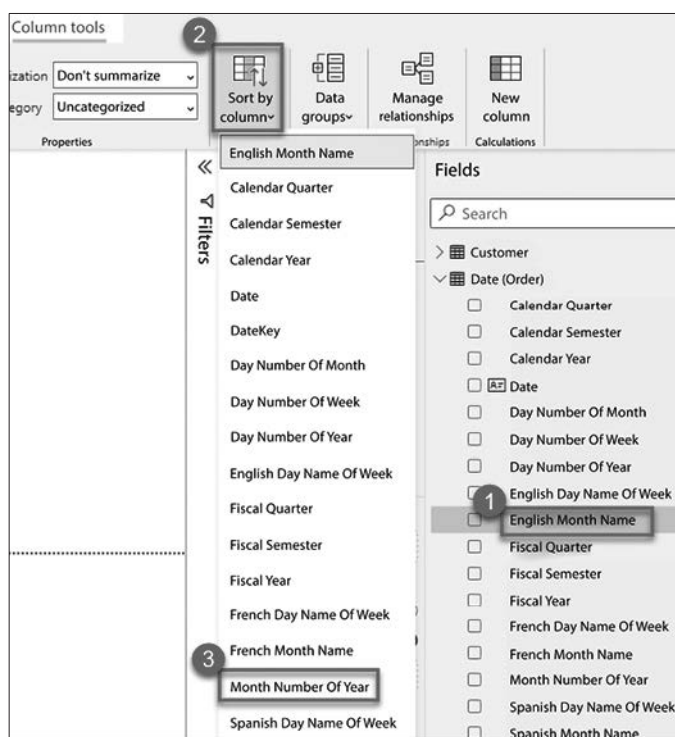 Column tools
2
ization Don't summarize
egory Uncategorized
Sort by
column
Data
groups
Manage
relationships
New
column
Properties
onships
Calculations
English Month Name
Calendar Quarter
Calendar Semester
Calendar Year
Date
DateKey
Day Number Of Month
Day Number Of Week
Day Number Of Year
English Day Name Of Week
Fiscal Quarter
Fiscal Semester
Fiscal Year
French Day Name Of Week
French Month Name
3
Month Number Of Year
Spanish Day Name Of Week
Filters
Fields
Search
Customer
Date (Order)
Calendar Quarter
Calendar Semester
Calendar Year
Date
Day Number Of Month
Day Number Of Week
Day Number Of Year
English Day Name Of Week
1
English Month Name
Fiscal Quarter
Fiscal Semester
Fiscal Year
French Day Name Of Week
French Month Name
Month Number Of Year
Spanish Day Name Of Week
Spanish Month Name